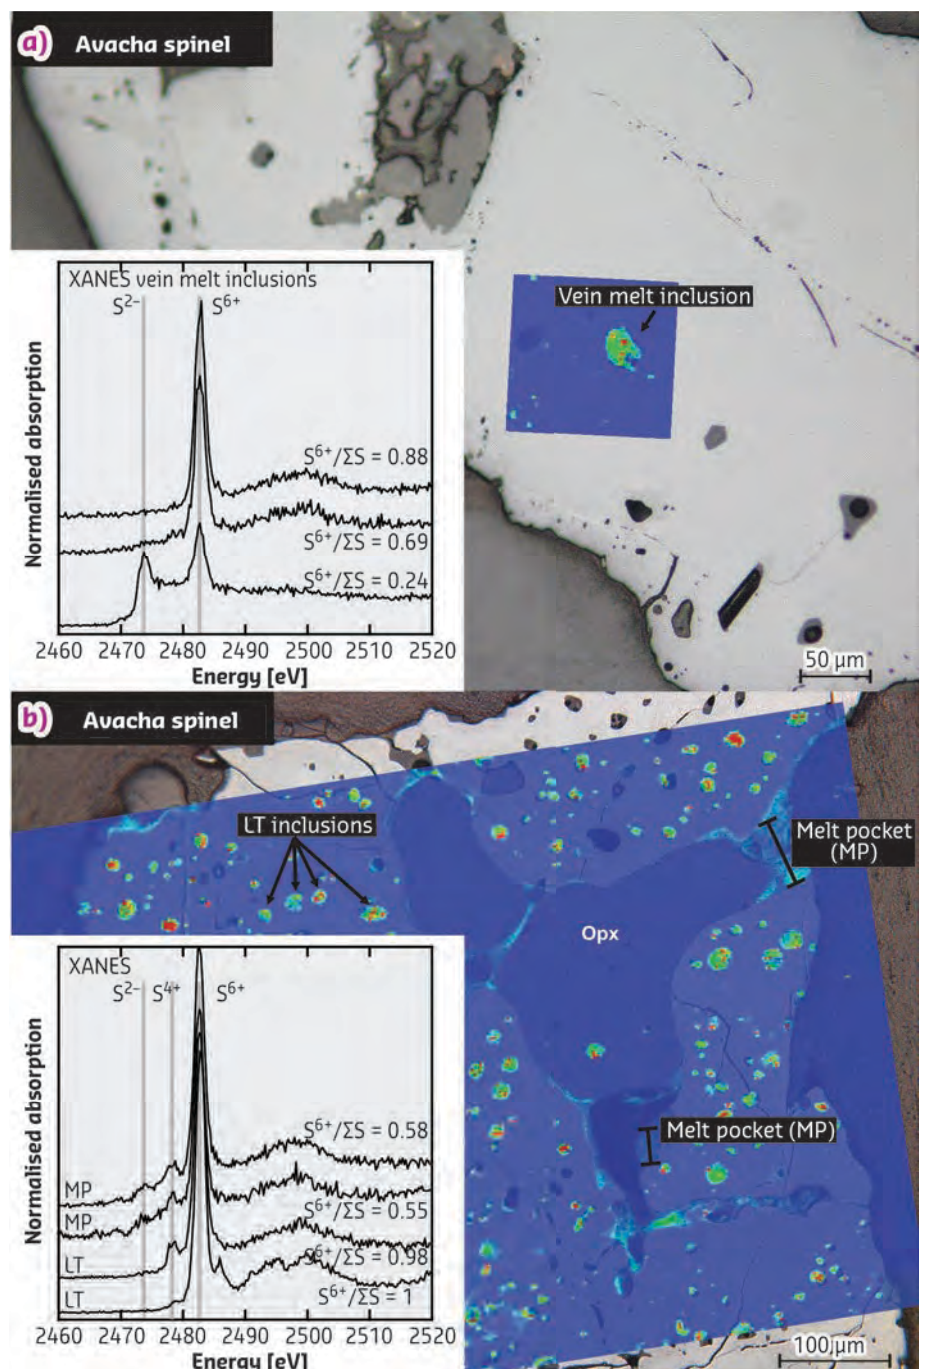 a) Avacha spinel
XANES vein melt inclusions
S2– S6+
Vein melt inclusion
S6+/ΣS = 0.88
S6+/ΣS = 0.69
S6+/ΣS = 0.24
Normalised absorption
2460 2470 2480 2490 2500 2510 2520
Energy [eV]
50 µm
b) Avacha spinel
LT inclusions
Melt pocket
(MP)
Opx
XANES
S2– S4+ S6+
Melt pocket (MP)
S6+/ΣS = 0.58
MP
S6+/ΣS = 0.55
MP
S6+/ΣS = 0.98
LT
S6+/ΣS = 1
LT
Normalised absorption
2460 2470 2480 2490 2500 2510 2520
Energy [eV]
100 µm